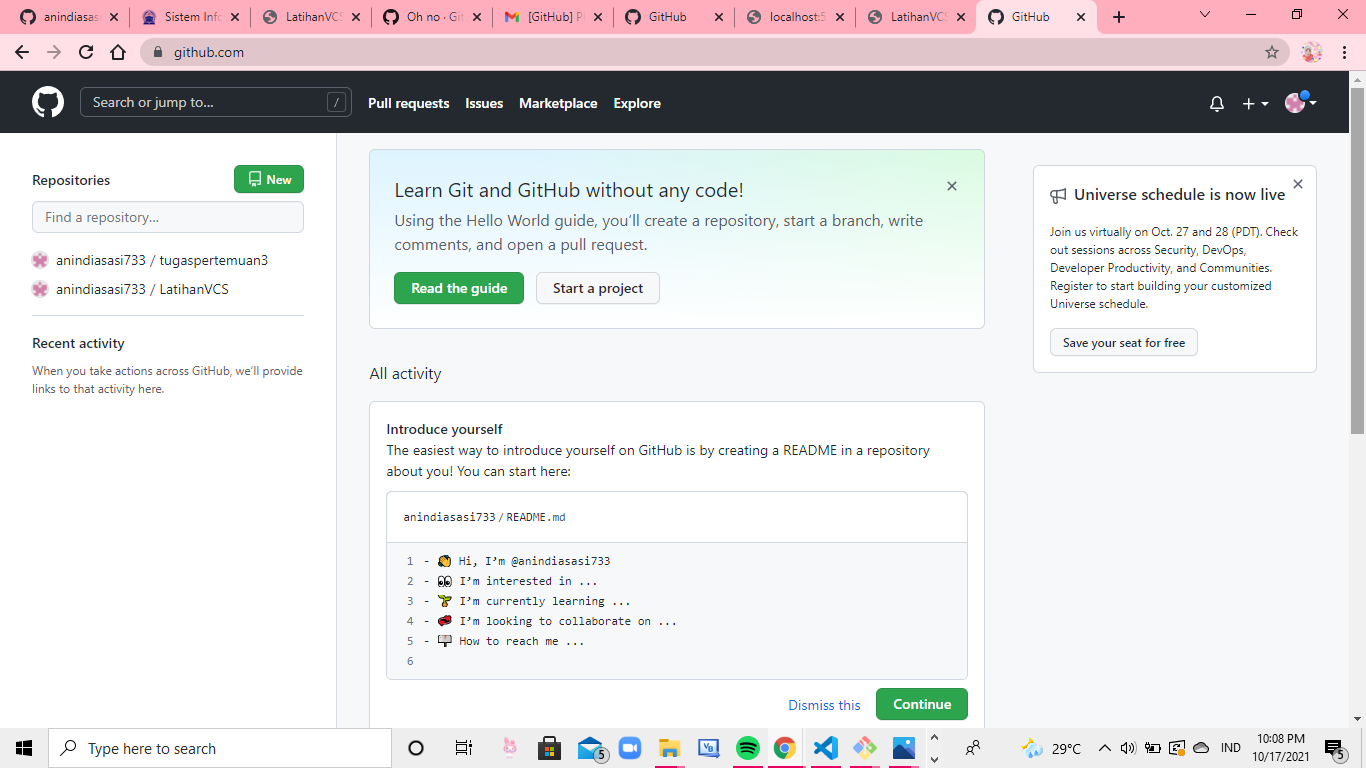 anindiasas
Sistem Info
LatihanVCS
Oh no · Git
[GitHub] Pl
GitHub
localhost:5
LatihanVCS
GitHub
github.com
Search or jump to...
/
Pull requests
Issues
Marketplace
Explore
Repositories
New
Find a repository...
anindiasasi733 / tugaspertemuan3
anindiasasi733 / LatihanVCS
Recent activity
When you take actions across GitHub, we'll provide
links to that activity here.
Learn Git and GitHub without any code!
Using the Hello World guide, you'll create a repository, start a branch, write
comments, and open a pull request.
Read the guide
Start a project
All activity
Introduce yourself
The easiest way to introduce yourself on GitHub is by creating a README in a repository
about you! You can start here:
anindiasasi733/README.md
1 - 👋 Hi, I'm @anindiasasi733
2 - 👀 I'm interested in ...
3 - 🌱 I'm currently learning ...
4 - 💞️ I'm looking to collaborate on ...
5 - 📫 How to reach me ...
6
Dismiss this
Continue
Universe schedule is now live
Join us virtually on Oct. 27 and 28 (PDT). Check
out sessions across Security, DevOps,
Developer Productivity, and Communities.
Register to start building your customized
Universe schedule.
Save your seat for free
Type here to search
5
29°C
IND
10:08 PM
10/17/2021
5